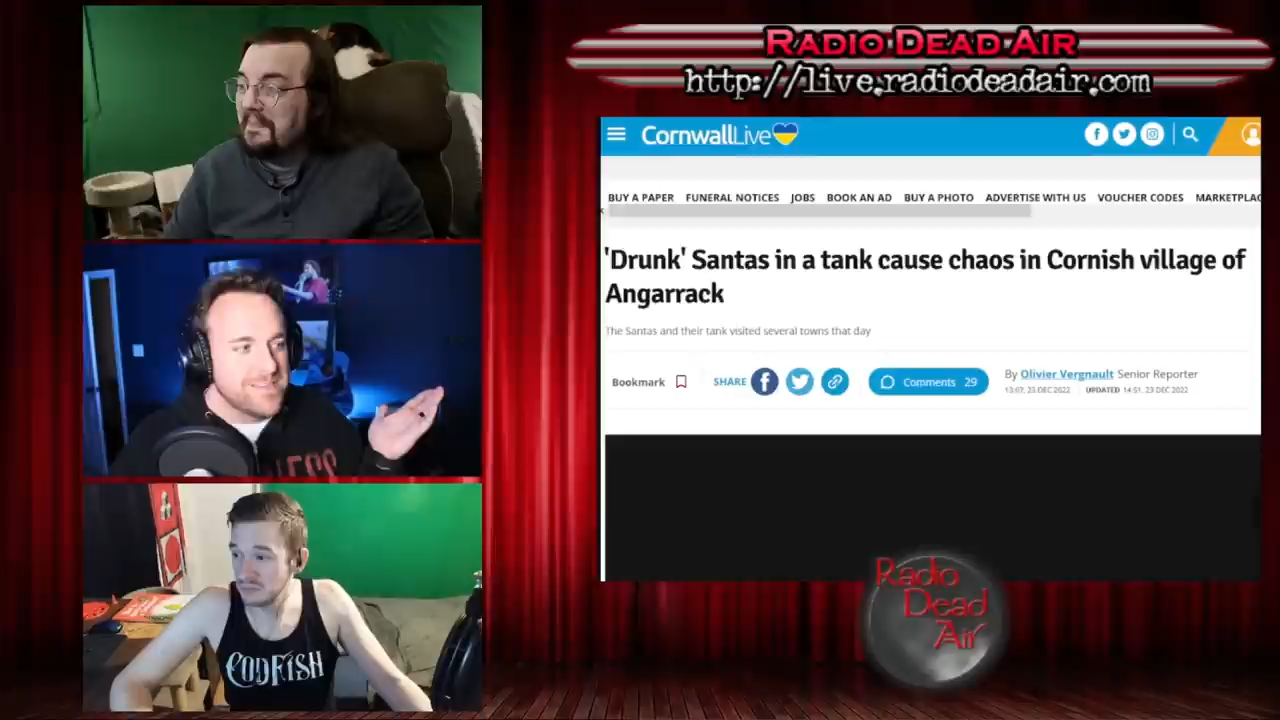 RADIO DEAD AIR
http://live.radiodeadair.com
CornwallLive
BUY A PAPER FUNERAL NOTICES JOBS BOOK AN AD BUY A PHOTO ADVERTISE WITH US VOUCHER CODES MARKETPLAC
'Drunk' Santas in a tank cause chaos in Cornish village of
Angarrack
The Santas and their tank visited several towns that day
Bookmark SHARE Comments 29
By Olivier Vergnault Senior Reporter
13:07, 23 DEC 2022 UPDATED 14:51, 23 DEC 2022
CODFISH
Radio
Dead
Air